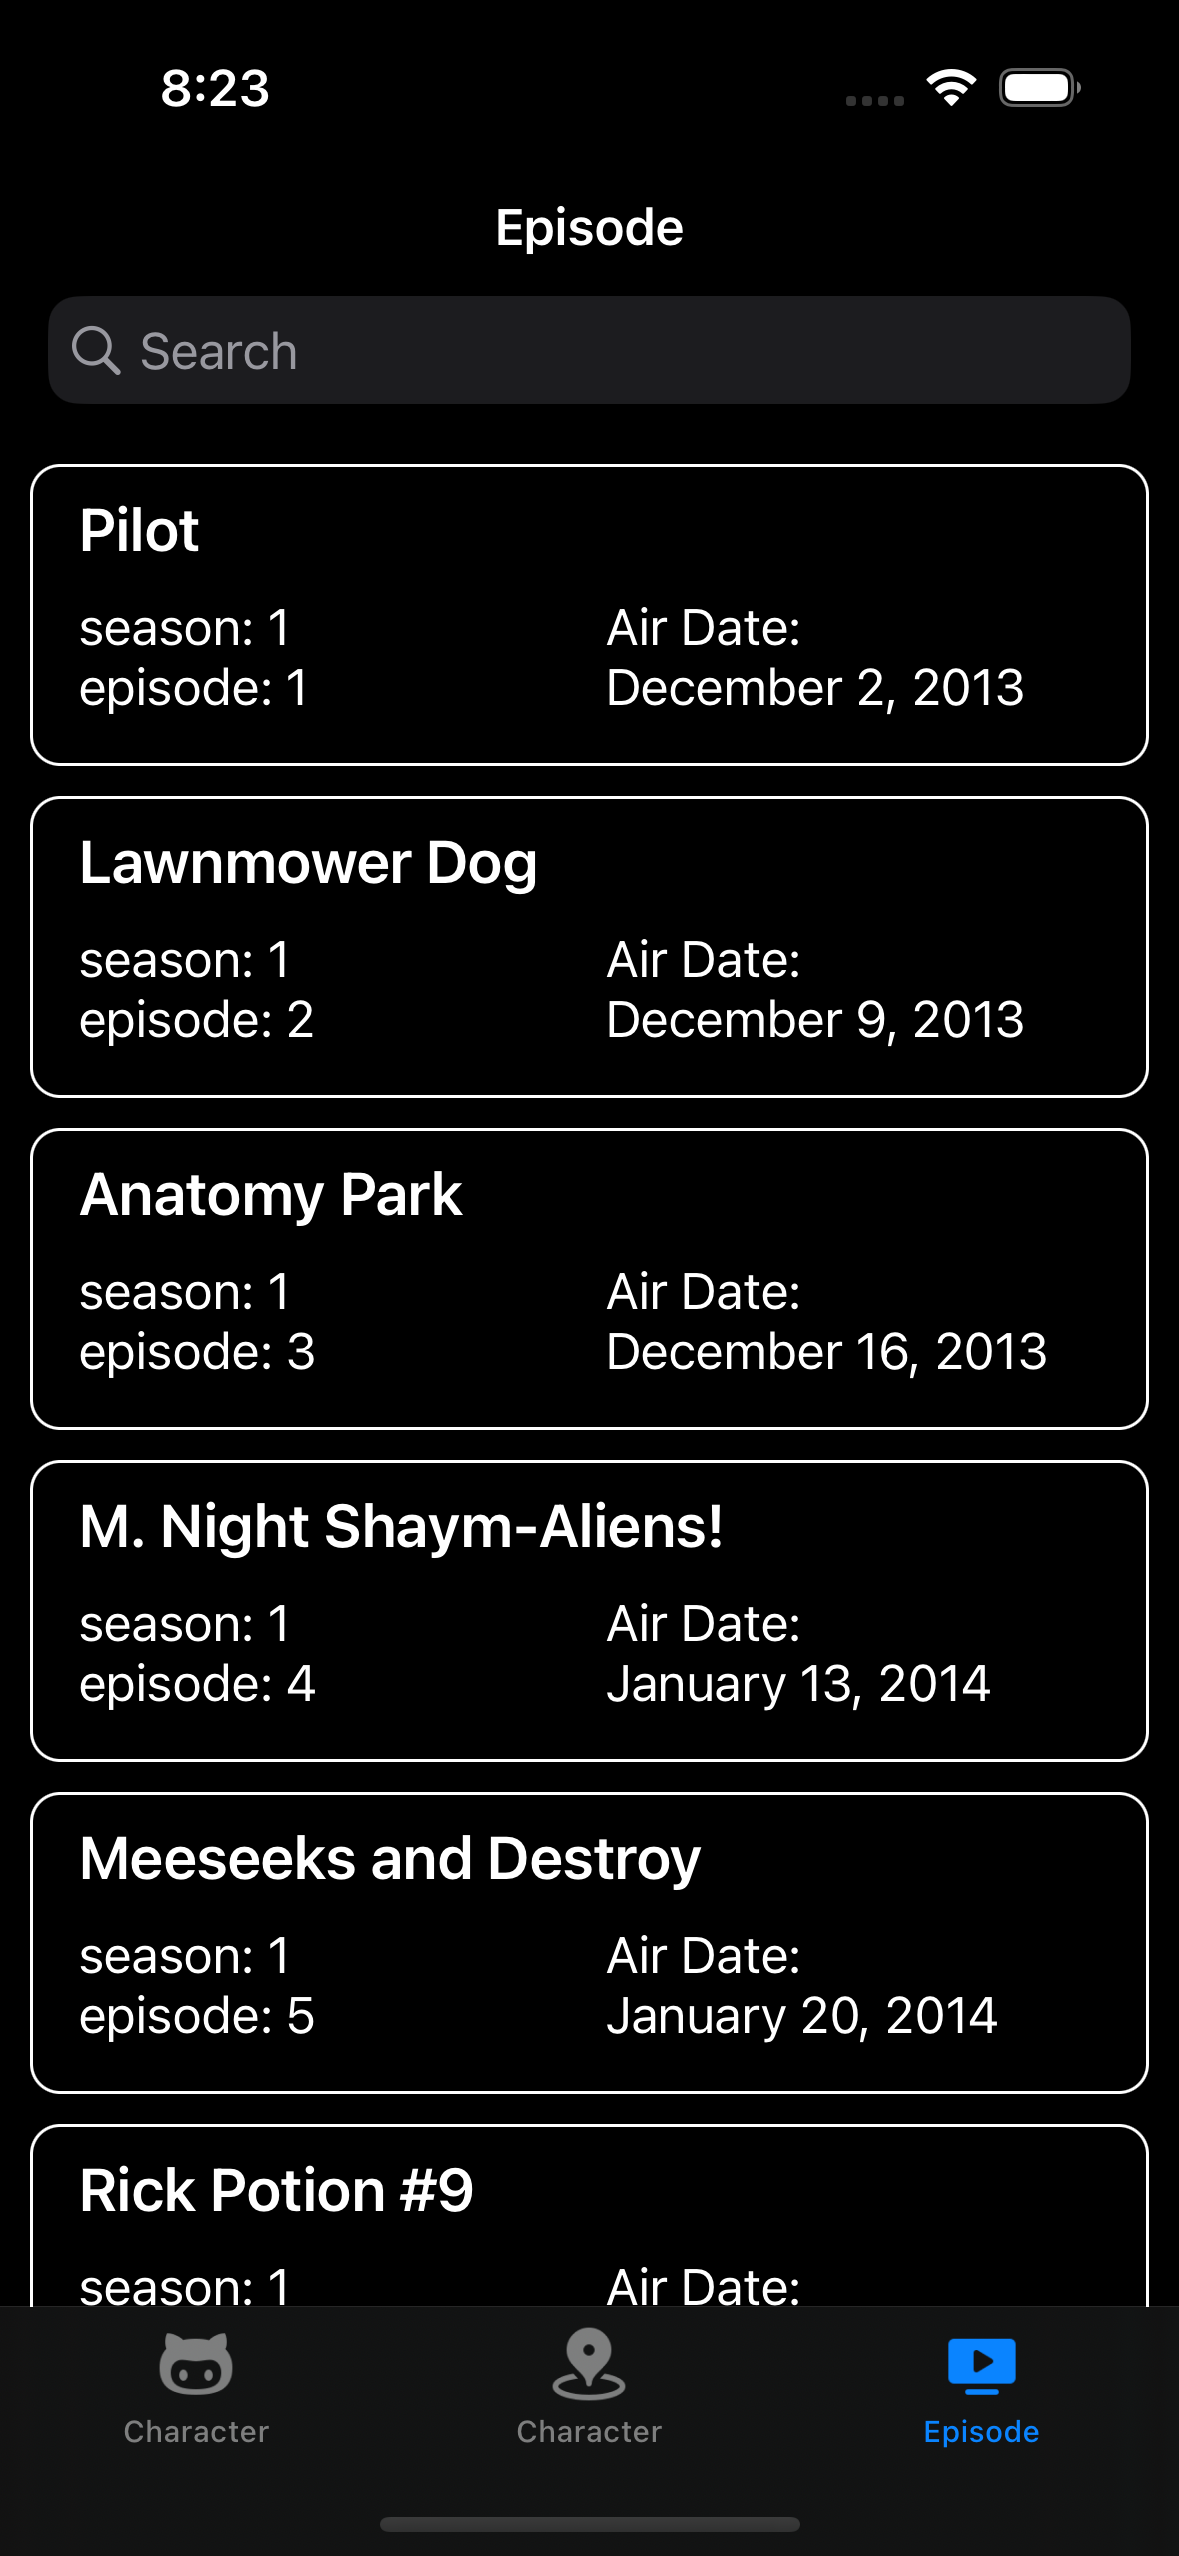 8:23
Episode
Search
Pilot
season: 1
episode: 1
Air Date:
December 2, 2013
Lawnmower Dog
season: 1
episode: 2
Air Date:
December 9, 2013
Anatomy Park
season: 1
episode: 3
Air Date:
December 16, 2013
M. Night Shaym-Aliens!
season: 1
episode: 4
Air Date:
January 13, 2014
Meeseeks and Destroy
season: 1
episode: 5
Air Date:
January 20, 2014
Rick Potion #9
season: 1
Air Date:
Character
Character
Episode